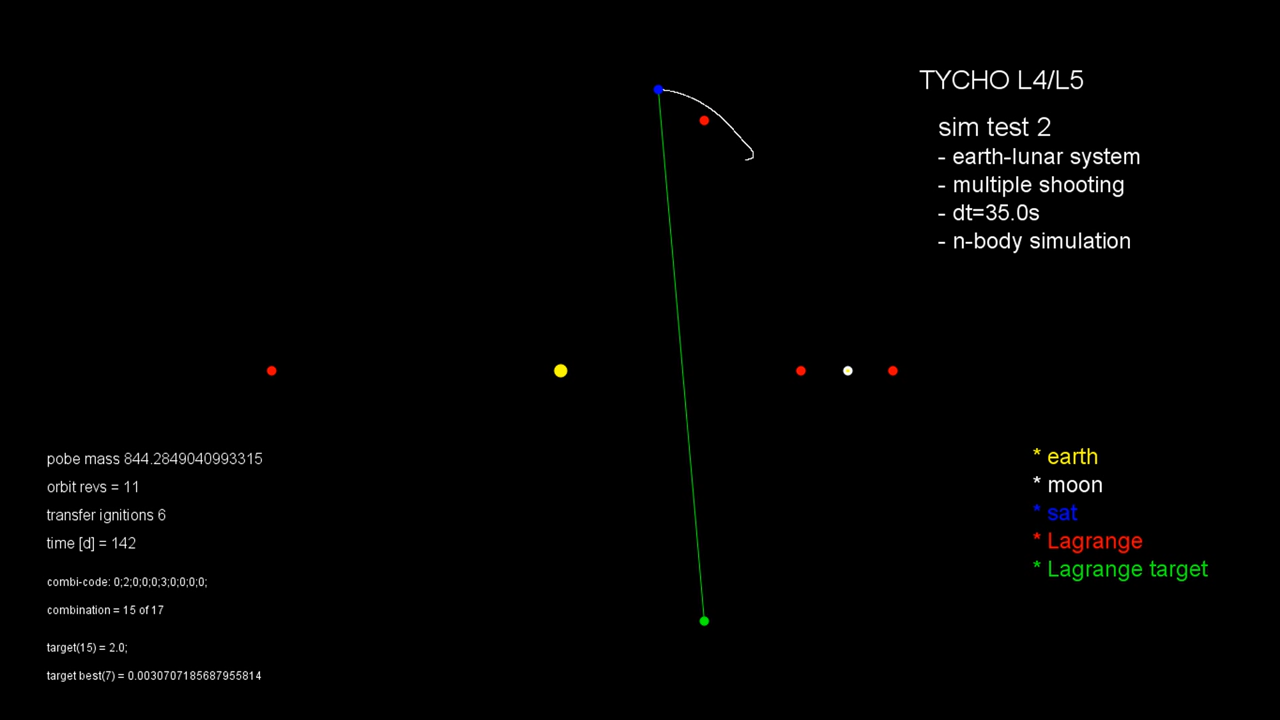 TYCHO L4/L5
sim test 2
- earth-lunar system
- multiple shooting
- dt=35.0s
- n-body simulation
pobe mass 844.2849040993315
orbit revs = 11
transfer ignitions 6
time [d] = 142
combi-code: 0;2;0;0;0;3;0;0;0;0;
combination = 15 of 17
target(15) = 2.0;
target best(7) = 0.0030707185687955814
* earth
* moon
* sat
* Lagrange
* Lagrange target